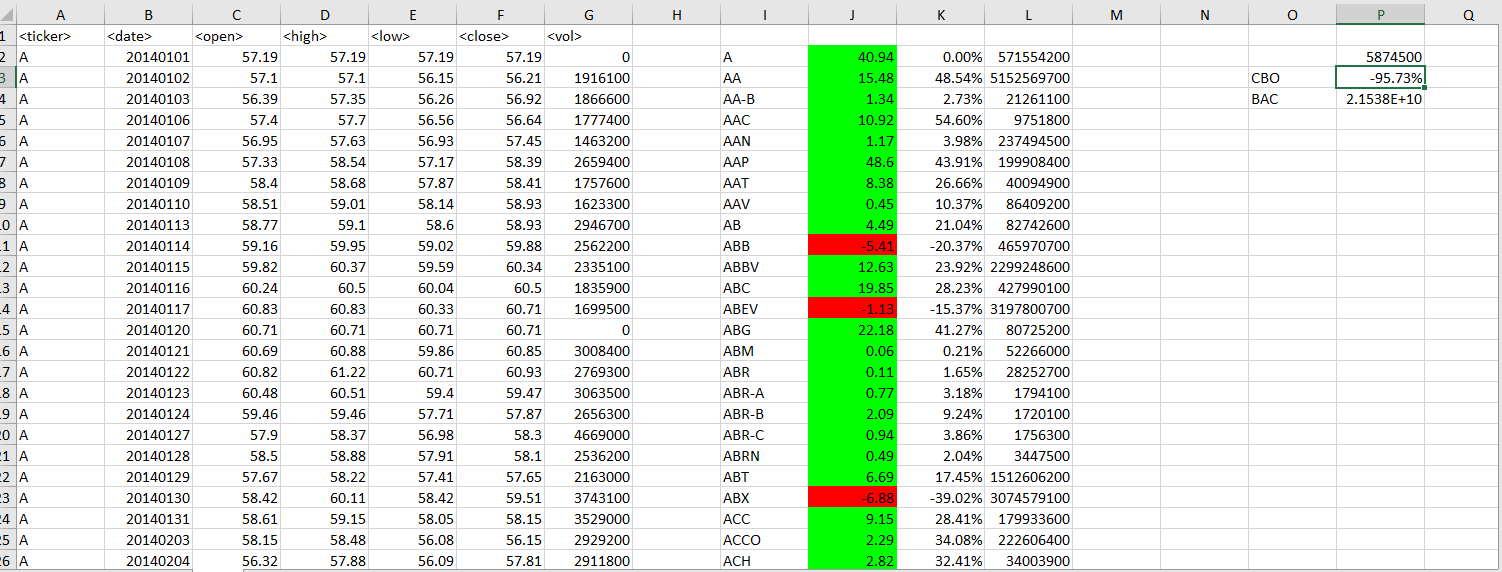 A B C D E F G H I J K L M N O P Q
1 <ticker> <date> <open> <high> <low> <close> <vol>
2 A 20140101 57.19 57.19 57.19 57.19 0 A 40.94 0.00% 571554200 5874500
3 A 20140102 57.1 57.1 56.15 56.21 1916100 AA 15.48 48.54% 5152569700 CBO -95.73%
4 A 20140103 56.39 57.35 56.26 56.92 1866600 AA-B 1.34 2.73% 21261100 BAC 2.1538E+10
5 A 20140106 57.4 57.7 56.56 56.64 1777400 AAC 10.92 54.60% 9751800
6 A 20140107 56.95 57.63 56.93 57.45 1463200 AAN 1.17 3.98% 237494500
7 A 20140108 57.33 58.54 57.17 58.39 2659400 AAP 48.6 43.91% 199908400
8 A 20140109 58.4 58.68 57.87 58.41 1757600 AAT 8.38 26.66% 40094900
9 A 20140110 58.51 59.01 58.14 58.93 1623300 AAV 0.45 10.37% 86409200
10 A 20140113 58.77 59.1 58.6 58.93 2946700 AB 4.49 21.04% 82742600
11 A 20140114 59.16 59.95 59.02 59.88 2562200 ABB -5.41 -20.37% 465970700
12 A 20140115 59.82 60.37 59.59 60.34 2335100 ABBV 12.63 23.92% 2299248600
13 A 20140116 60.24 60.5 60.04 60.5 1835900 ABC 19.85 28.23% 427990100
14 A 20140117 60.83 60.83 60.33 60.71 1699500 ABEV -1.13 -15.37% 3197800700
15 A 20140120 60.71 60.71 60.71 60.71 0 ABG 22.18 41.27% 80725200
16 A 20140121 60.69 60.88 59.86 60.85 3008400 ABM 0.06 0.21% 52266000
17 A 20140122 60.82 61.22 60.71 60.93 2769300 ABR 0.11 1.65% 28252700
18 A 20140123 60.48 60.51 59.4 59.47 3063500 ABR-A 0.77 3.18% 1794100
19 A 20140124 59.46 59.46 57.71 57.87 2656300 ABR-B 2.09 9.24% 1720100
20 A 20140127 57.9 58.37 56.98 58.3 4669000 ABR-C 0.94 3.86% 1756300
21 A 20140128 58.5 58.88 57.91 58.1 2536200 ABRN 0.49 2.04% 3447500
22 A 20140129 57.67 58.22 57.41 57.65 2163000 ABT 6.69 17.45% 1512606200
23 A 20140130 58.42 60.11 58.42 59.51 3743100 ABX -6.88 -39.02% 3074579100
24 A 20140131 58.61 59.15 58.05 58.15 3529000 ACC 9.15 28.41% 179933600
25 A 20140203 58.15 58.48 56.08 56.15 2929200 ACCO 2.29 34.08% 222606400
26 A 20140204 56.32 57.88 56.09 57.81 2911800 ACH 2.82 32.41% 34003900